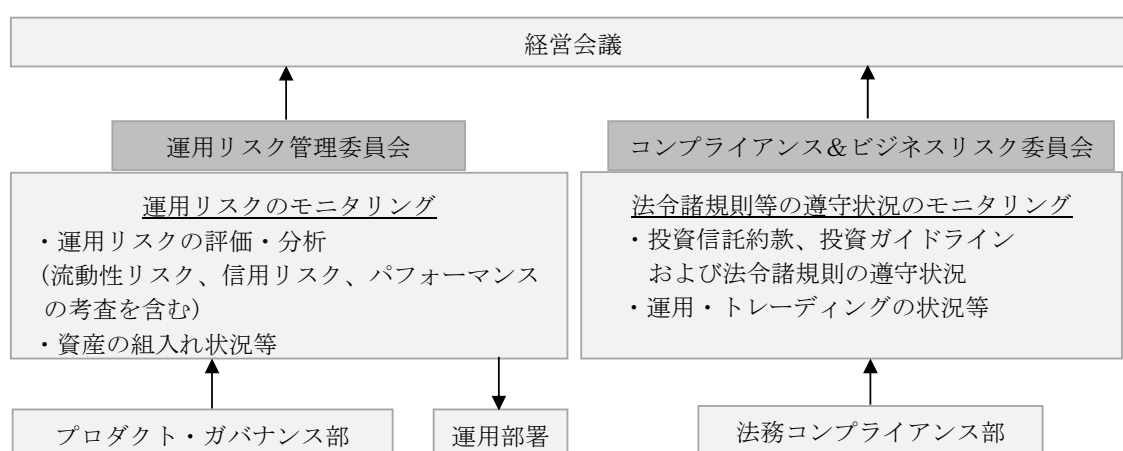 経営会議
運用リスク管理委員会
運用リスクのモニタリング
・運用リスクの評価・分析
(流動性リスク、信用リスク、パフォーマンス
の考査を含む)
・資産の組入れ状況等
プロダクト・ガバナンス部
運用部署
コンプライアンス&ビジネスリスク委員会
法令諸規則等の遵守状況のモニタリング
・投資信託約款、投資ガイドライン
および法令諸規則の遵守状況
・運用・トレーディングの状況等
法務コンプライアンス部